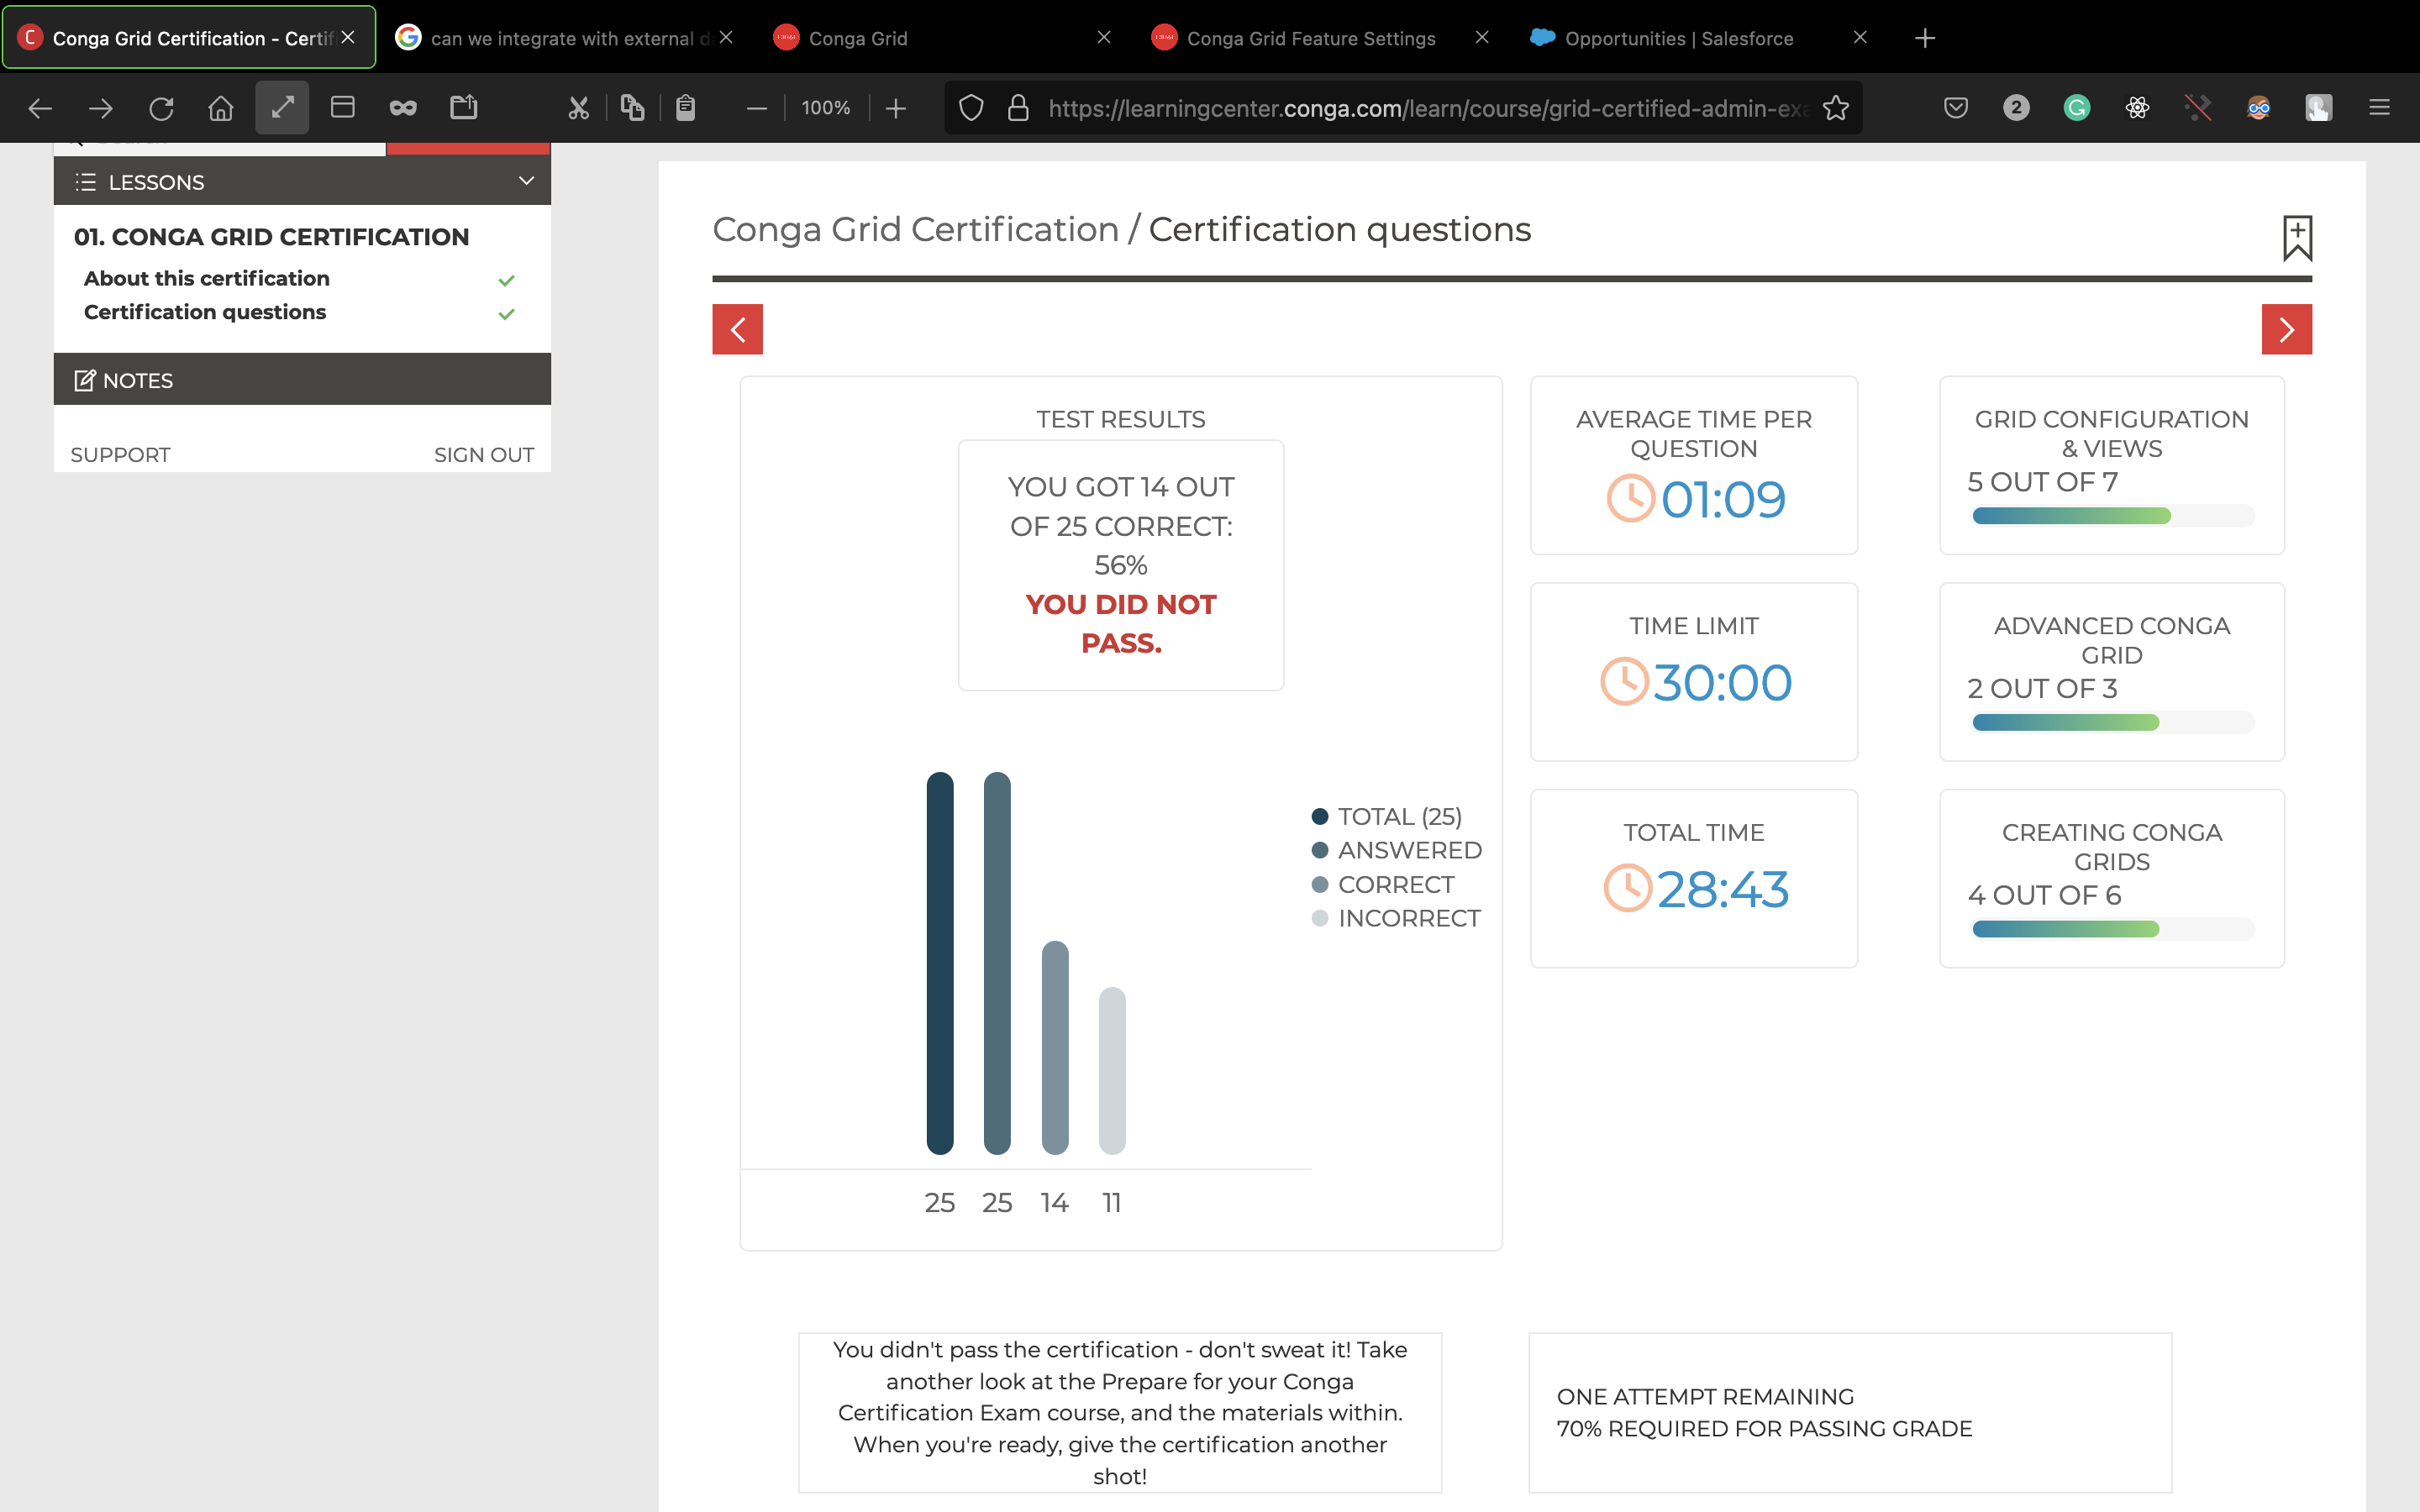 Conga Grid Certification - Certif
can we integrate with external d
Conga Grid
Conga Grid Feature Settings
Opportunities | Salesforce
100%
https://learningcenter.conga.com/learn/course/grid-certified-admin-exa
2
LESSONS
01. CONGA GRID CERTIFICATION
About this certification
Certification questions
NOTES
SUPPORT
SIGN OUT
Conga Grid Certification / Certification questions
TEST RESULTS
YOU GOT 14 OUT
OF 25 CORRECT:
56%
YOU DID NOT
PASS.
TOTAL (25)
ANSWERED
CORRECT
INCORRECT
25 25 14 11
AVERAGE TIME PER
QUESTION
01:09
TIME LIMIT
30:00
TOTAL TIME
28:43
GRID CONFIGURATION
& VIEWS
5 OUT OF 7
ADVANCED CONGA
GRID
2 OUT OF 3
CREATING CONGA
GRIDS
4 OUT OF 6
You didn't pass the certification - don't sweat it! Take
another look at the Prepare for your Conga
Certification Exam course, and the materials within.
When you're ready, give the certification another
shot!
ONE ATTEMPT REMAINING
70% REQUIRED FOR PASSING GRADE